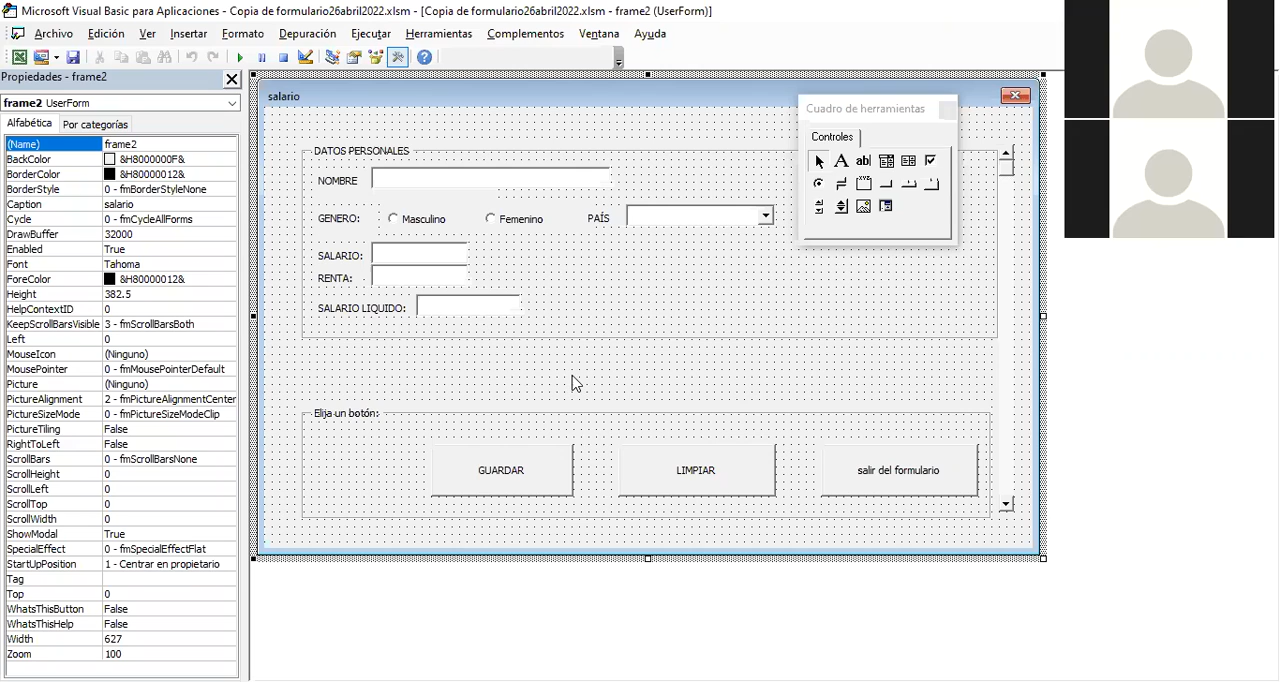 Microsoft Visual Basic para Aplicaciones - Copia de formulario26abril2022.xlsm - [Copia de formulario26abril2022.xlsm - frame2 (UserForm)]
Archivo Edición Ver Insertar Formato Depuración Ejecutar Herramientas Complementos Ventana Ayuda
Propiedades - frame2
frame2 UserForm
Alfabética Por categorías
(Name) frame2
BackColor &H8000000F&
BorderColor &H80000012&
BorderStyle 0 - fmBorderStyleNone
Caption salario
Cycle 0 - fmCycleAllForms
DrawBuffer 32000
Enabled True
Font Tahoma
ForeColor &H80000012&
Height 382.5
HelpContextID 0
KeepScrollBarsVisible 3 - fmScrollBarsBoth
Left 0
MouseIcon (Ninguno)
MousePointer 0 - fmMousePointerDefault
Picture (Ninguno)
PictureAlignment 2 - fmPictureAlignmentCenter
PictureSizeMode 0 - fmPictureSizeModeClip
PictureTiling False
RightToLeft False
ScrollBars 0 - fmScrollBarsNone
ScrollHeight 0
ScrollLeft 0
ScrollTop 0
ScrollWidth 0
ShowModal True
SpecialEffect 0 - fmSpecialEffectFlat
StartUpPosition 1 - Centrar en propietario
Tag
Top 0
WhatsThisButton False
WhatsThisHelp False
Width 627
Zoom 100
salario
DATOS PERSONALES
NOMBRE
GENERO: Masculino Femenino PAÍS
SALARIO:
RENTA:
SALARIO LIQUIDO:
Elija un botón:
GUARDAR LIMPIAR salir del formulario
Cuadro de herramientas
Controles
A ab|
XYZ